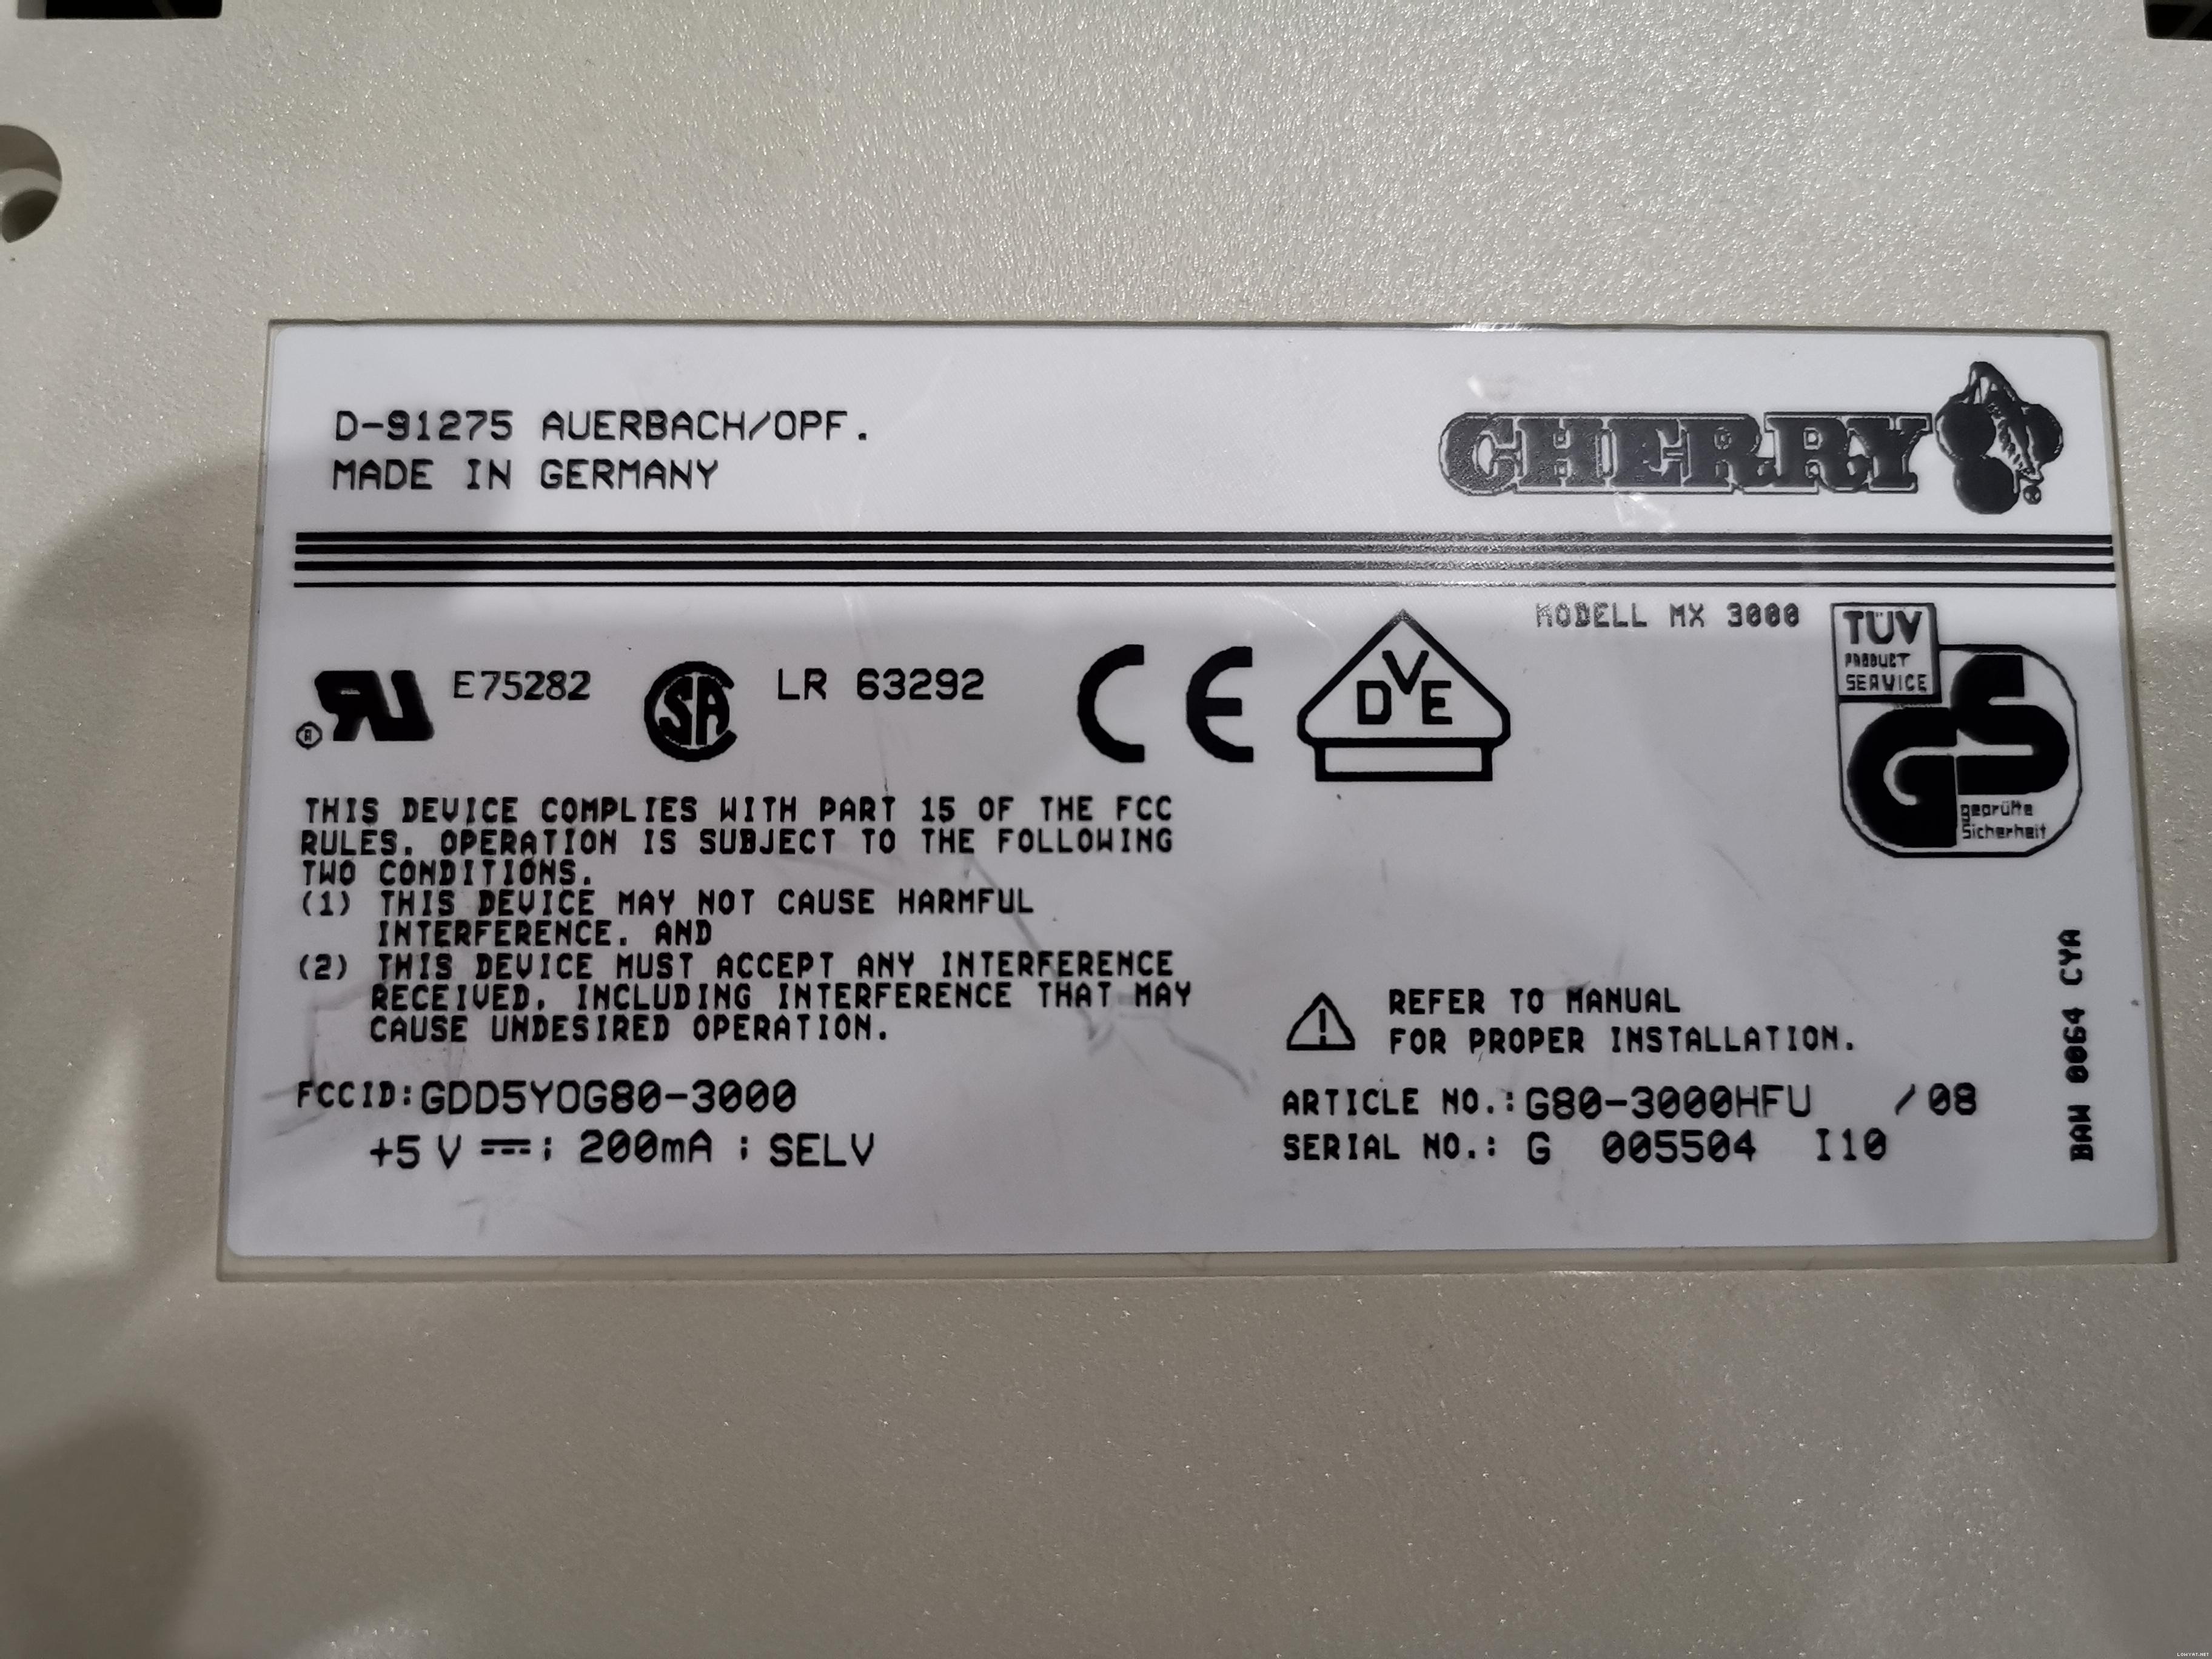 D-91275 AUERBACH/OPF.
MADE IN GERMANY
CHERRY
®
MODELL MX 3000
TÜV
PRODUCT
SERVICE
GS
geprüfte
Sicherheit
® RU E75282
SA LR 63292
CE
DVE
THIS DEVICE COMPLIES WITH PART 15 OF THE FCC
RULES. OPERATION IS SUBJECT TO THE FOLLOWING
TWO CONDITIONS.
(1) THIS DEVICE MAY NOT CAUSE HARMFUL
INTERFERENCE. AND
(2) THIS DEVICE MUST ACCEPT ANY INTERFERENCE
RECEIVED, INCLUDING INTERFERENCE THAT MAY
CAUSE UNDESIRED OPERATION.
REFER TO MANUAL
FOR PROPER INSTALLATION.
FCCID:GDD5YOG80-3000
+5 V ⎓; 200mA ; SELV
ARTICLE NO.:G80-3000HFU /08
SERIAL NO.: G 005504 I10
BAW 0064 CYA
LOWYAT.NET